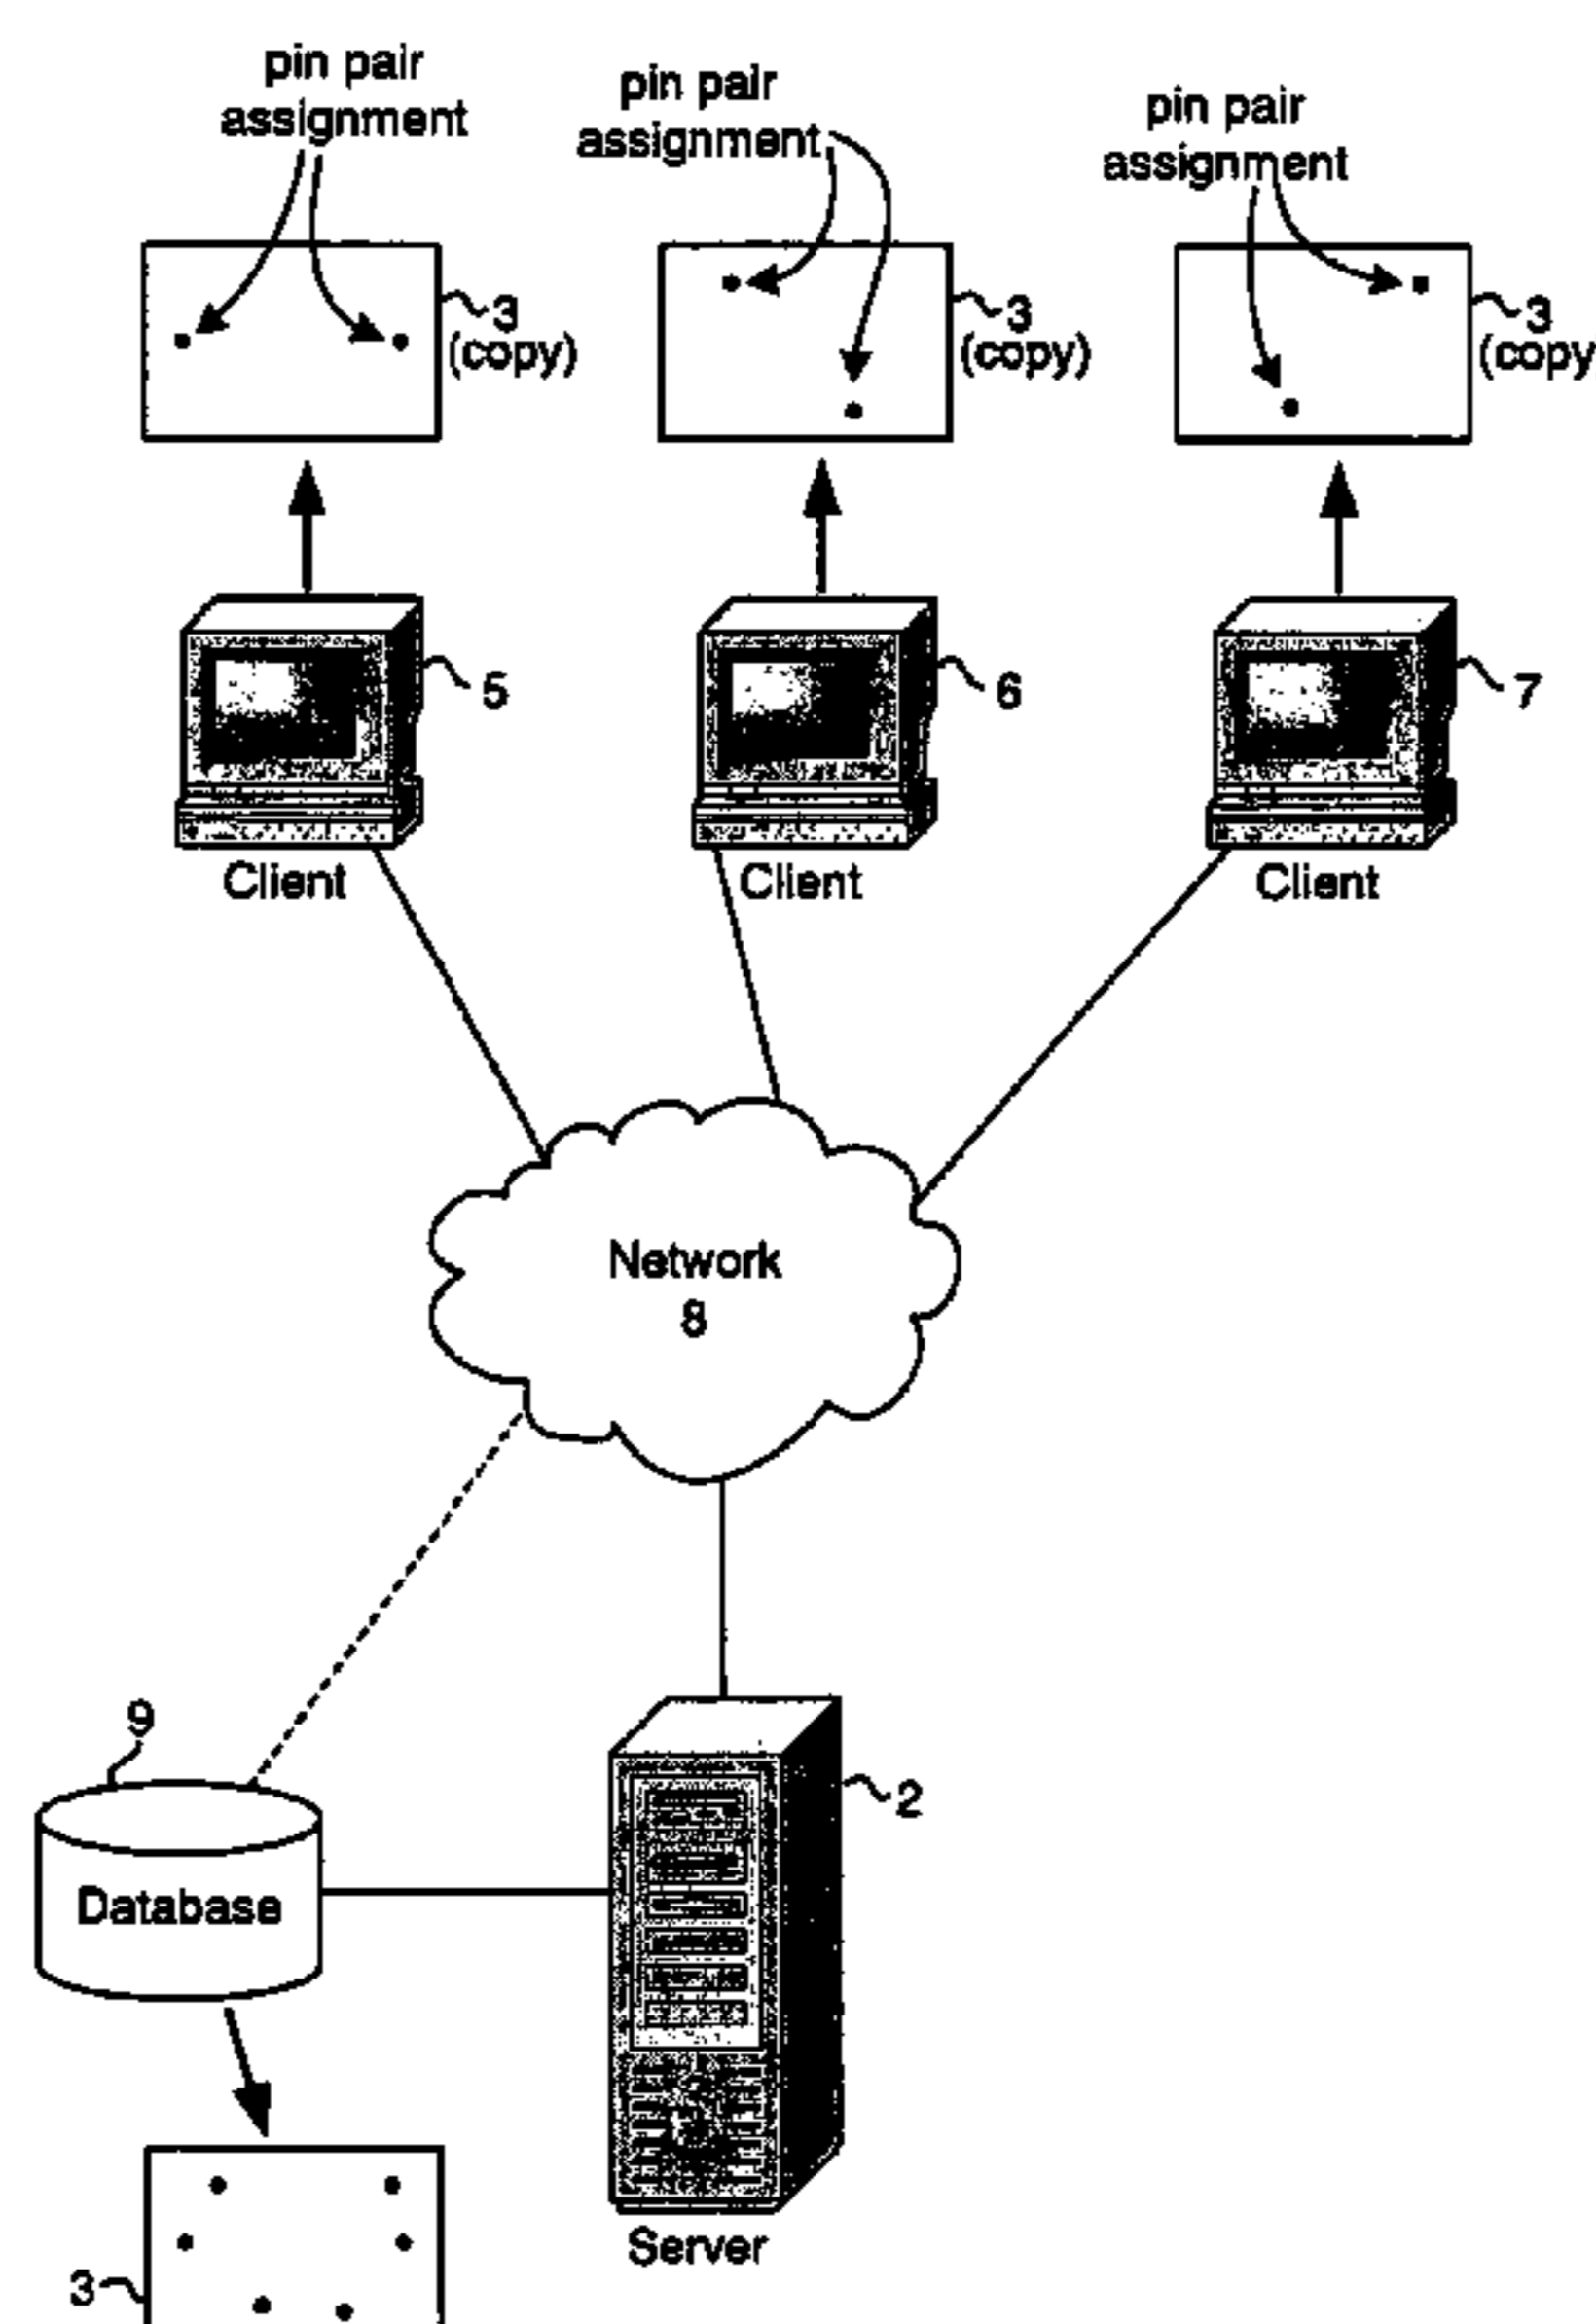 pin pair
assignment
pin pair
assignment
pin pair
assignment
3
(copy)
3
(copy)
3
(copy
5
6
7
Client
Client
Client
Network
8
9
2
Database
Server
3